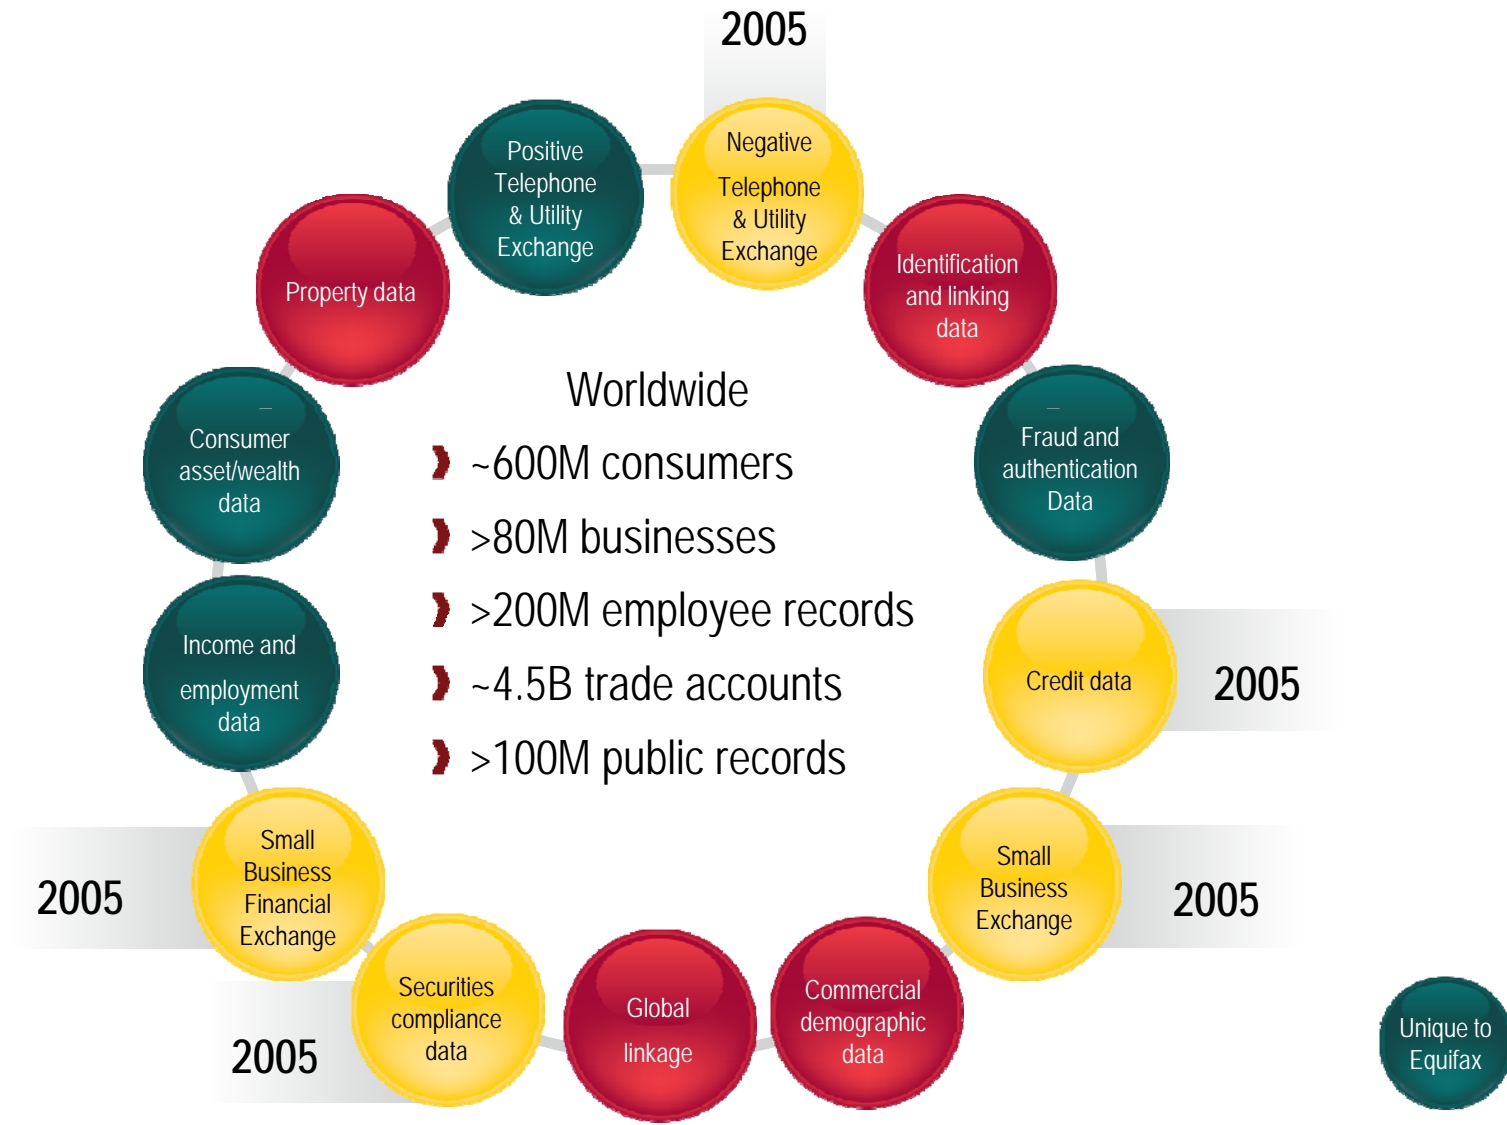 2005
Positive
Telephone
& Utility
Exchange
Negative
Telephone
& Utility
Exchange
Identification
and linking
data
Property data
Fraud and
authentication
Data
Consumer
asset/wealth
data
Worldwide
~600M consumers
>80M businesses
>200M employee records
~4.5B trade accounts
>100M public records
Income and
employment
data
Credit data
2005
Small
Business
Financial
Exchange
2005
Small
Business
Exchange
2005
Securities
compliance
data
2005
Global
linkage
Commercial
demographic
data
Unique to
Equifax